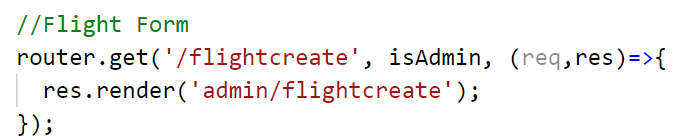 //Flight Form
router.get('/flightcreate', isAdmin, (req,res)=>{
  res.render('admin/flightcreate');
});